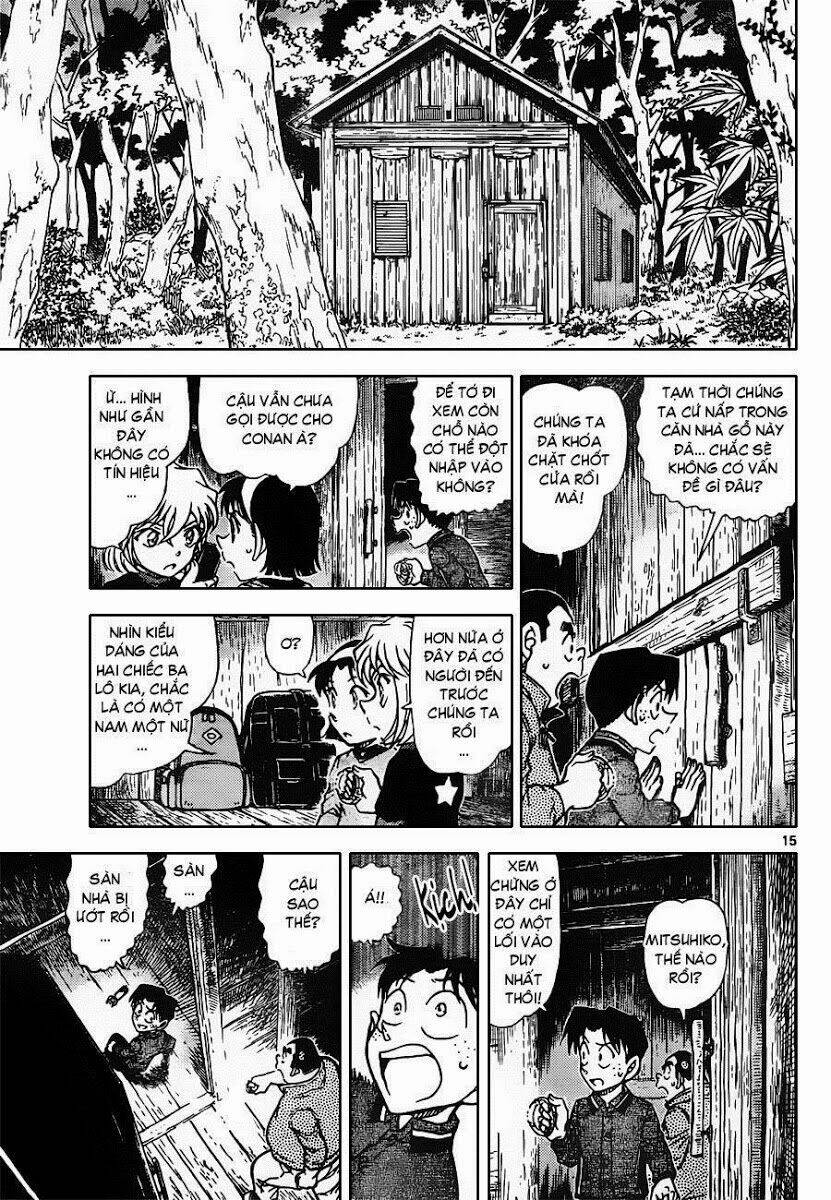 TẠM THỜI CHÚNG
TA CỨ NẤP TRONG
CĂN NHÀ GỖ NÀY
ĐÃ... CHẮC SẼ
KHÔNG CÓ VẤN
ĐỀ GÌ ĐÂU?
CHÚNG TA
ĐÃ KHÓA
CHẶT CHỐT
CỬA RỒI
MÀ!
ĐỂ TỚ ĐI
XEM CÒN
CHỖ NÀO
CÓ THỂ ĐỘT
NHẬP VÀO
KHÔNG?
CẬU VẪN CHƯA
GỌI ĐƯỢC CHO
CONAN À?
Ừ... HÌNH
NHƯ GẦN
ĐÂY
KHÔNG CÓ
TÍN HIỆU
...
HƠN NỮA Ở
ĐÂY ĐÃ CÓ
NGƯỜI ĐẾN
TRƯỚC
CHÚNG TA
RỒI
...
Ơ?
NHÌN KIỂU
DÁNG CỦA
HAI CHIẾC BA
LÔ KIA, CHẮC
LÀ CÓ MỘT
NAM MỘT NỮ
...
15
MITSUHIKO,
THẾ NÀO
RỒI?
XEM
CHỪNG Ở
ĐÂY CHỈ
CƠ MỘT
LỐI VÀO
DUY
NHẤT
THÔI!
Kịch!
Á!!
CẬU
SAO
THẾ?
SÀN
...
SÀN
NHÀ BỊ
ƯỚT RỒI
...